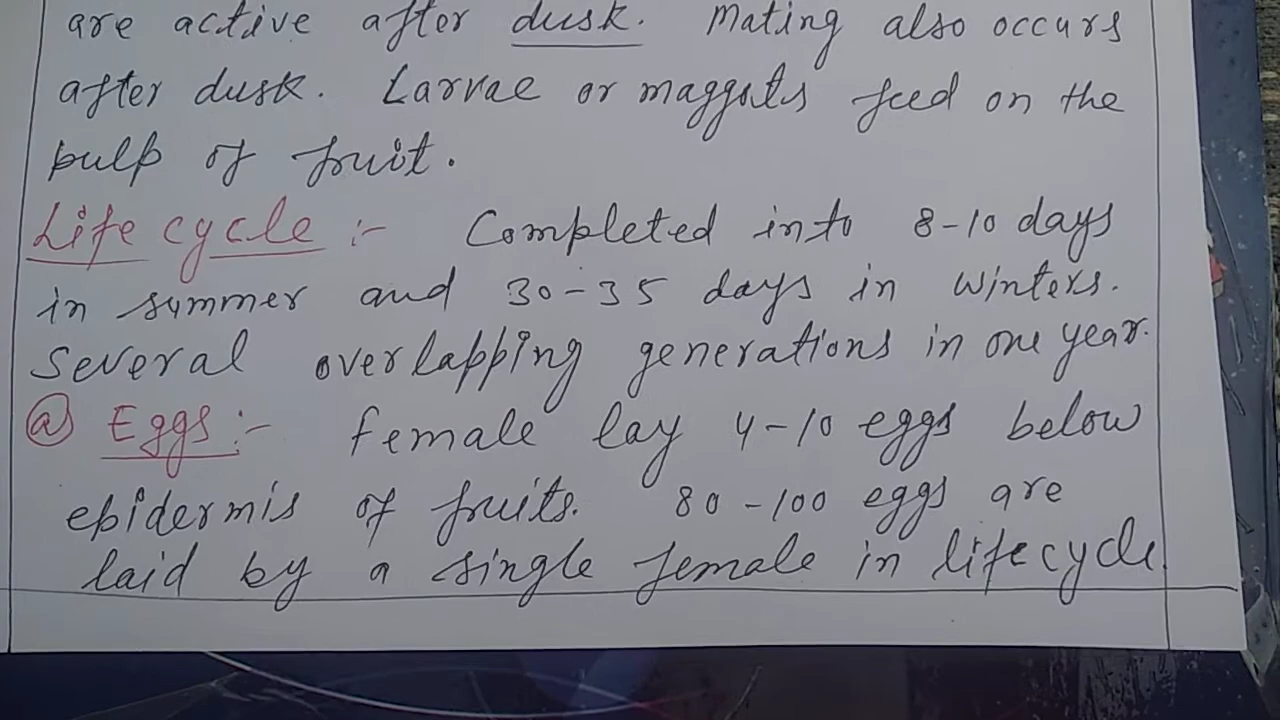 are active after dusk. Mating also occurs
after dusk. Larvae or maggots feed on the
pulp of fruit.
Life cycle :- Completed into 8-10 days
in summer and 30-35 days in winters.
Several overlapping generations in one year.
ⓐ Eggs :- female lay 4-10 eggs below
epidermis of fruits. 80-100 eggs are
laid by a single female in lifecycle.